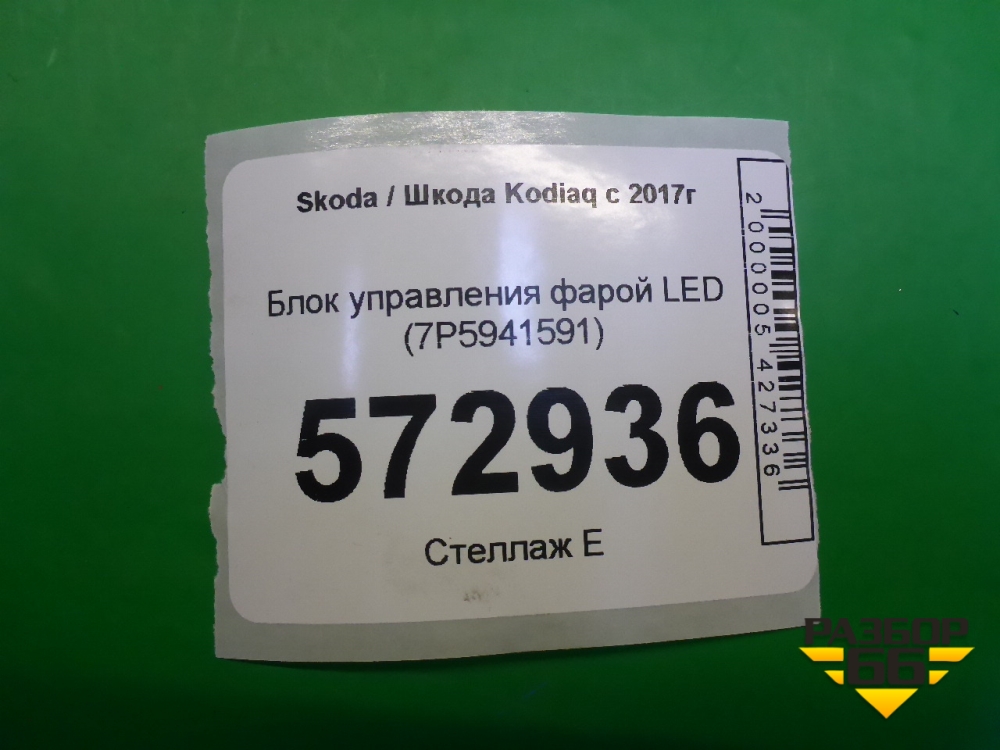 Skoda / Шкода Kodiaq с 2017г
Блок управления фарой LED
(7P5941591)
572936
Стеллаж Е
2000005427336
РАЗБОР
66